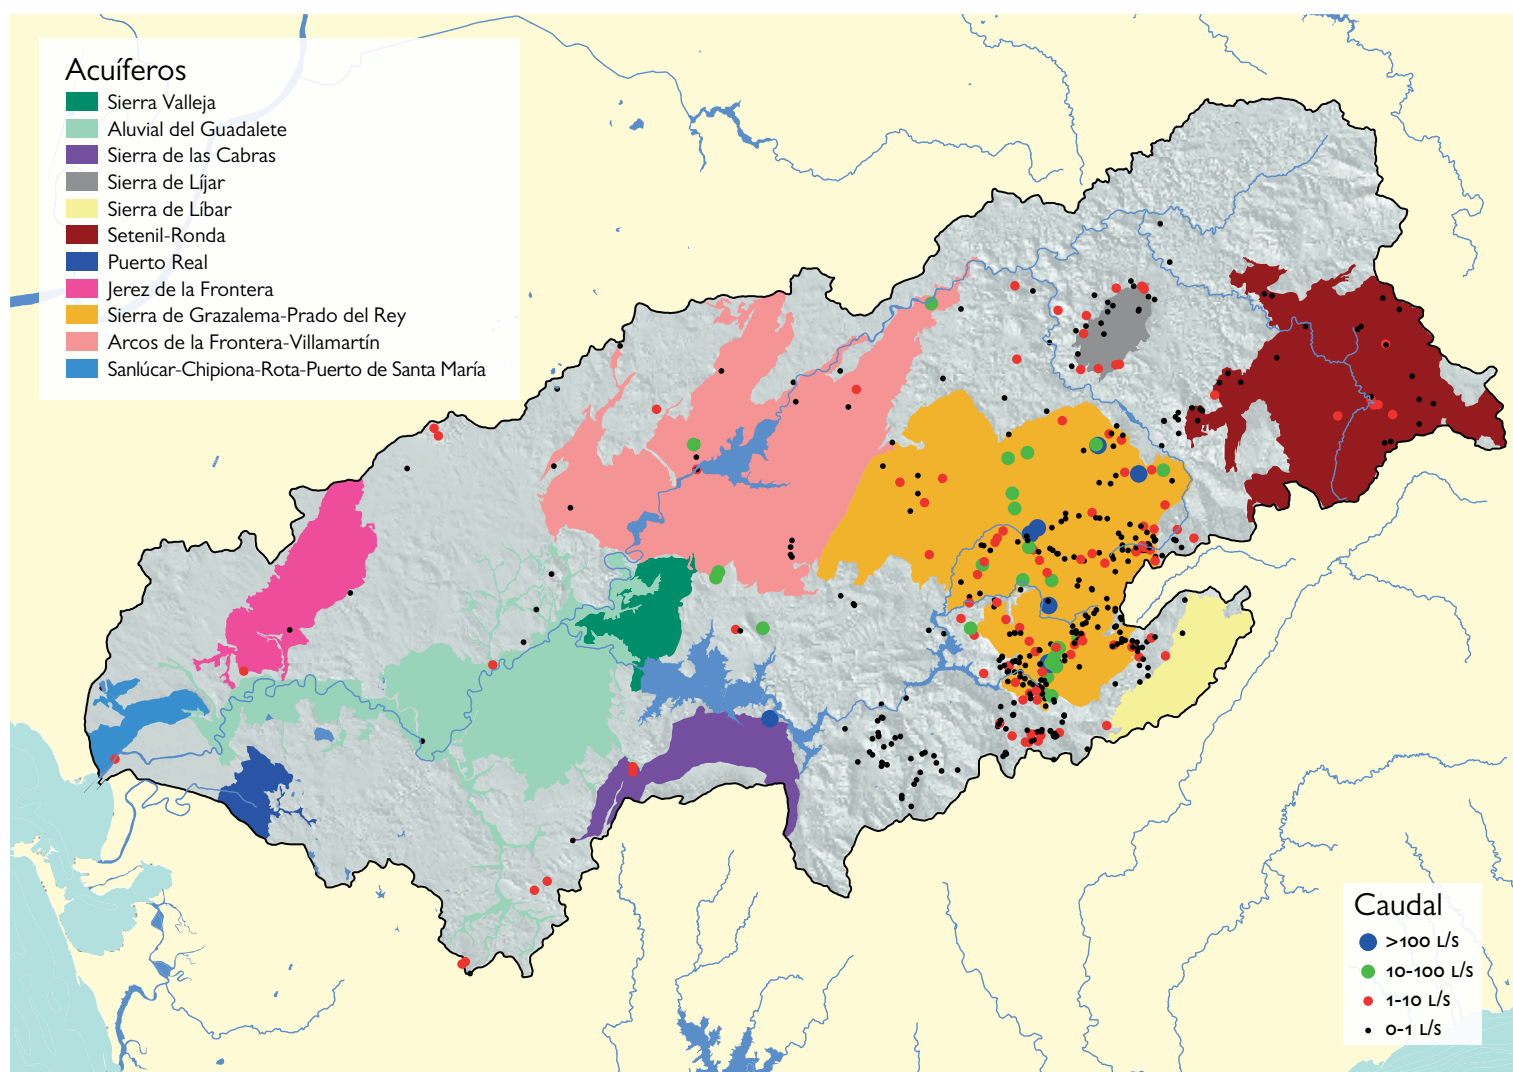 Acuíferos
Sierra Valleja
Aluvial del Guadalete
Sierra de las Cabras
Sierra de Líjar
Sierra de Líbar
Setenil-Ronda
Puerto Real
Jerez de la Frontera
Sierra de Grazalema-Prado del Rey
Arcos de la Frontera-Villamartín
Sanlúcar-Chipiona-Rota-Puerto de Santa María
Caudal
>100 L/S
10-100 L/S
1-10 L/S
0-1 L/S